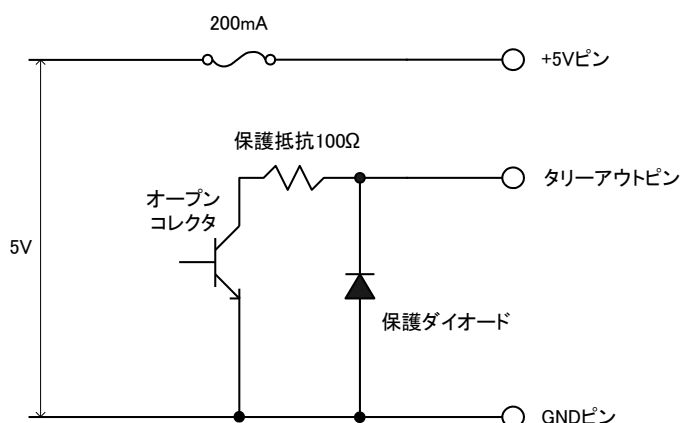 200mA
+5Vピン
保護抵抗100Ω
タリーアウトピン
オープン
コレクタ
5V
保護ダイオード
GNDピン